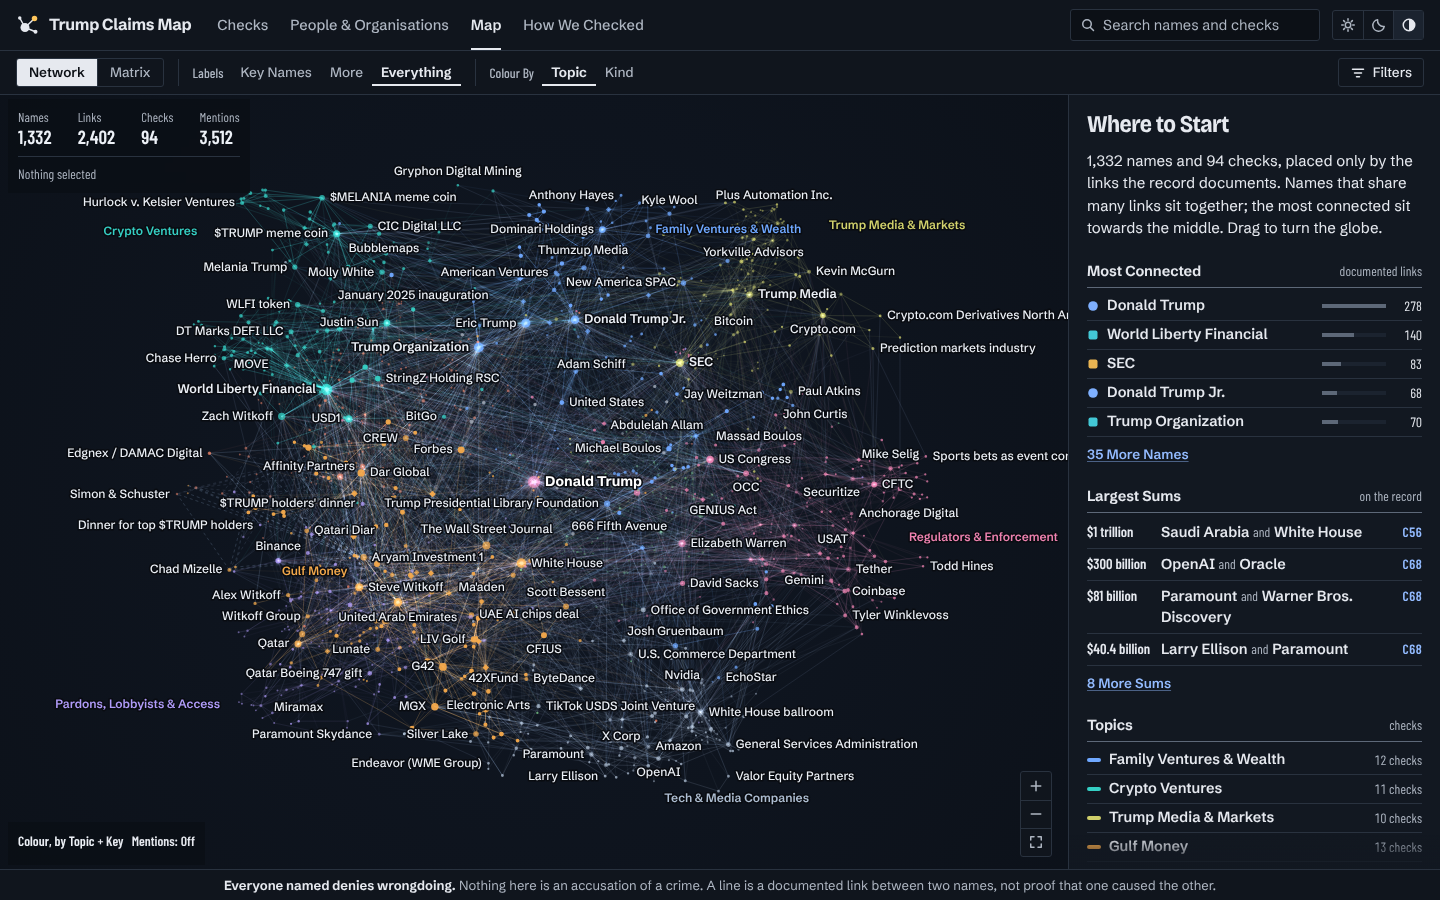 Trump Claims Map
Checks
People & Organisations
Map
How We Checked
Search names and checks
Network
Matrix
Labels
Key Names
More
Everything
Colour By
Topic
Kind
Filters
Names Links Checks Mentions
1,332 2,402 94 3,512
Nothing selected
Gryphon Digital Mining
Hurlock v. Kelsier Ventures
$MELANIA meme coin
Anthony Hayes
Kyle Wool
Plus Automation Inc.
Crypto Ventures
$TRUMP meme coin
CIC Digital LLC
Dominari Holdings
Family Ventures & Wealth
Trump Media & Markets
Bubblemaps
Thumzup Media
Yorkville Advisors
Melania Trump
Molly White
American Ventures
New America SPAC
Kevin McGurn
January 2025 inauguration
Trump Media
WLFI token
Justin Sun
Eric Trump
Donald Trump Jr.
Bitcoin
Crypto.com
Crypto.com Derivatives North Ar
DT Marks DEFI LLC
Trump Organization
Prediction markets industry
Chase Herro
MOVE
Adam Schiff
SEC
World Liberty Financial
StringZ Holding RSC
Jay Weitzman
Paul Atkins
Zach Witkoff
USD1
BitGo
United States
John Curtis
CREW
Abdulelah Allam
Massad Boulos
Edgnex / DAMAC Digital
Forbes
Michael Boulos
US Congress
Mike Selig
Sports bets as event cor
Affinity Partners
Dar Global
Donald Trump
OCC
Securitize
CFTC
Simon & Schuster
$TRUMP holders' dinner
Trump Presidential Library Foundation
GENIUS Act
Anchorage Digital
Dinner for top $TRUMP holders
Qatari Diar
The Wall Street Journal
666 Fifth Avenue
Regulators & Enforcement
Binance
Aryam Investment 1
Elizabeth Warren
USAT
Chad Mizelle
Gulf Money
White House
Tether
Todd Hines
Alex Witkoff
Steve Witkoff
Ma'aden
Scott Bessent
David Sacks
Gemini
Coinbase
Witkoff Group
United Arab Emirates
UAE AI chips deal
Office of Government Ethics
Tyler Winklevoss
Qatar
Lunate
LIV Golf
CFIUS
Josh Gruenbaum
U.S. Commerce Department
Qatar Boeing 747 gift
G42
42XFund
ByteDance
Nvidia
EchoStar
Pardons, Lobbyists & Access
Miramax
MGX
Electronic Arts
TikTok USDS Joint Venture
White House ballroom
Paramount Skydance
Silver Lake
X Corp
Amazon
General Services Administration
Endeavor (WME Group)
Paramount
Larry Ellison
OpenAI
Valor Equity Partners
Tech & Media Companies
Colour, by Topic + Key Mentions: Off
Where to Start
1,332 names and 94 checks, placed only by the
links the record documents. Names that share
many links sit together; the most connected sit
towards the middle. Drag to turn the globe.
Most Connected documented links
Donald Trump 278
World Liberty Financial 140
SEC 83
Donald Trump Jr. 68
Trump Organization 70
35 More Names
Largest Sums on the record
$1 trillion Saudi Arabia and White House C56
$300 billion OpenAI and Oracle C68
$81 billion Paramount and Warner Bros. C68
Discovery
$40.4 billion Larry Ellison and Paramount C68
8 More Sums
Topics checks
Family Ventures & Wealth 12 checks
Crypto Ventures 11 checks
Trump Media & Markets 10 checks
Gulf Money 13 checks
Everyone named denies wrongdoing. Nothing here is an accusation of a crime. A line is a documented link between two names, not proof that one caused the other.